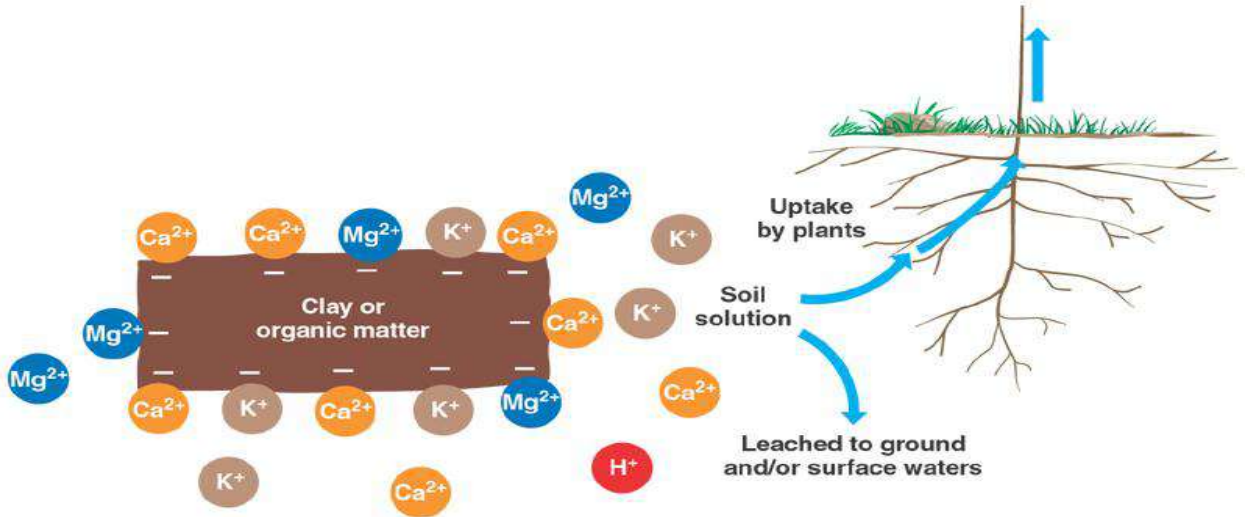 Mg²⁺
Ca²⁺
Ca²⁺
Mg²⁺
K⁺
Ca²⁺
K⁺
Uptake
by plants
Clay or
organic matter
Mg²⁺
Ca²⁺
K⁺
Soil
solution
Mg²⁺
Ca²⁺
K⁺
Ca²⁺
K⁺
Mg²⁺
Ca²⁺
Leached to ground
and/or surface waters
K⁺
Ca²⁺
H⁺